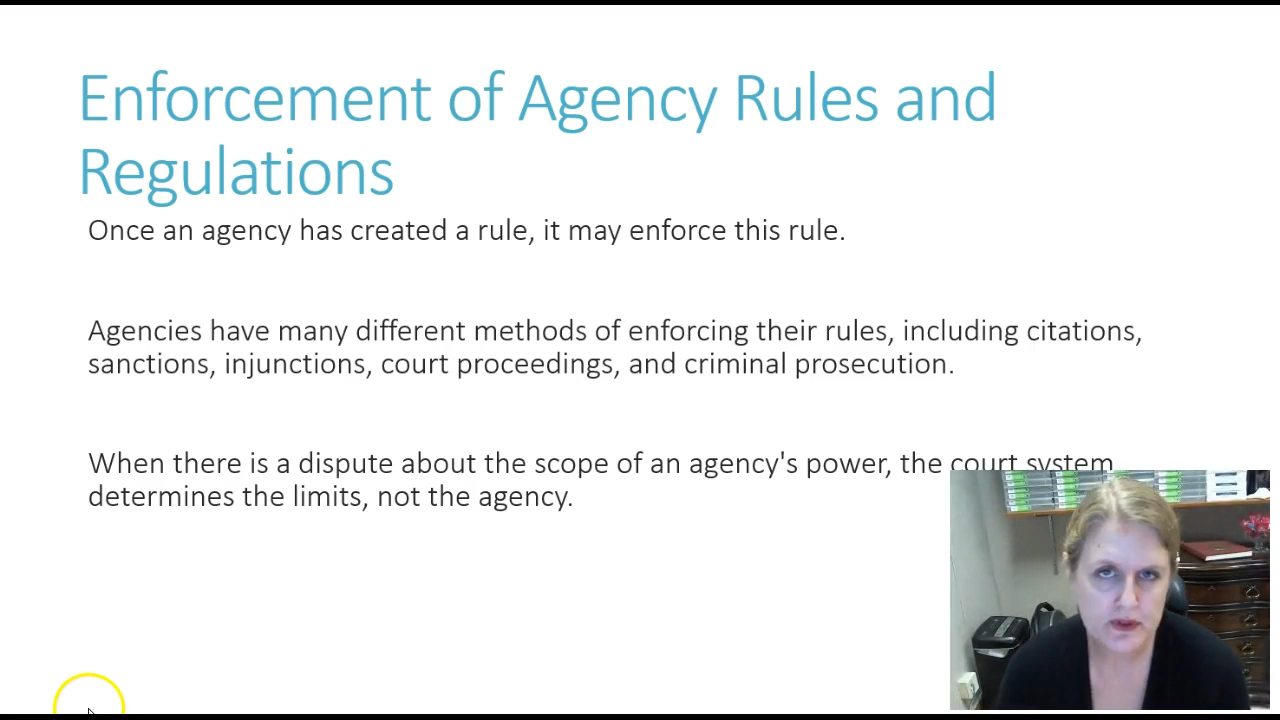 Enforcement of Agency Rules and
Regulations
Once an agency has created a rule, it may enforce this rule.
Agencies have many different methods of enforcing their rules, including citations,
sanctions, injunctions, court proceedings, and criminal prosecution.
When there is a dispute about the scope of an agency's power, the court system
determines the limits, not the agency.